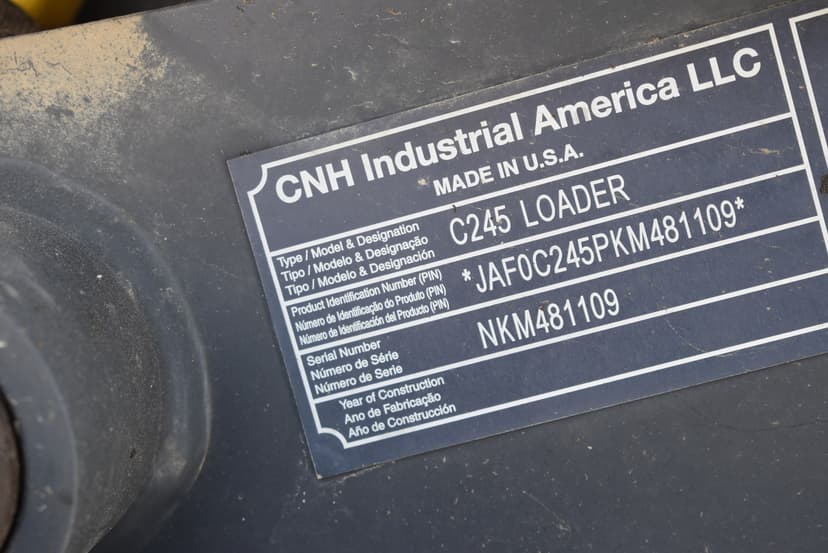 CNH Industrial America LLC
MADE IN U.S.A.
Type / Model & Designation
Tipo / Modelo & Designação
Tipo / Modelo & Designación
C245 LOADER
Product Identification Number (PIN)
Número de Identificação do Produto (PIN)
Número de Identificación del Producto (PIN)
*JAF0C245PKM481109*
Serial Number
Número de Série
Número de Serie
NKM481109
Year of Construction
Ano de Fabricação
Año de Construcción